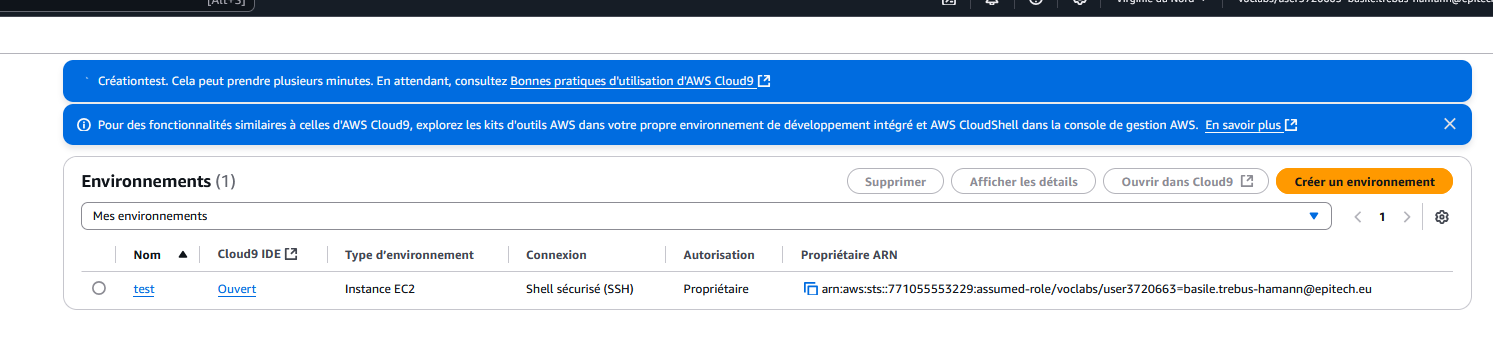 [Alt+S]
Virginie du Nord
voclabs/user3720663=basile.trebus-hamann@epitech
Créationtest. Cela peut prendre plusieurs minutes. En attendant, consultez Bonnes pratiques d'utilisation d'AWS Cloud9
Pour des fonctionnalités similaires à celles d'AWS Cloud9, explorez les kits d'outils AWS dans votre propre environnement de développement intégré et AWS CloudShell dans la console de gestion AWS. En savoir plus
Environnements (1)
Supprimer
Afficher les détails
Ouvrir dans Cloud9
Créer un environnement
Mes environnements
1
Nom
Cloud9 IDE
Type d'environnement
Connexion
Autorisation
Propriétaire ARN
test
Ouvert
Instance EC2
Shell sécurisé (SSH)
Propriétaire
arn:aws:sts::771055553229:assumed-role/voclabs/user3720663=basile.trebus-hamann@epitech.eu